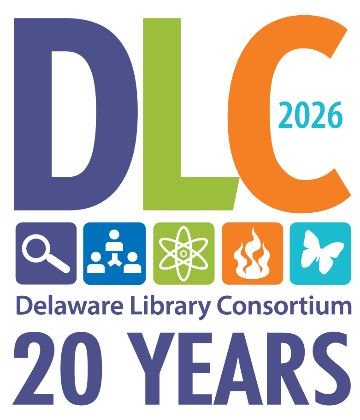 DLC
2026
Delaware Library Consortium
20 YEARS